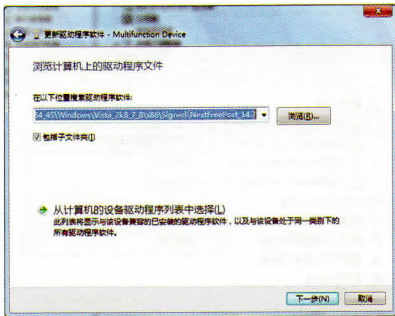 更新驱动程序软件 - Multifunction Device
浏览计算机上的驱动程序文件
在以下位置搜索驱动程序软件:
64_45\Windows\Vista_2k8_7_8\x86\Signed\NextFreePort_14.7
浏览(R)...
包括子文件夹(I)
从计算机的设备驱动程序列表中选择(L)
此列表将显示与该设备兼容的已安装的驱动程序软件，以及与该设备处于同一类别下的
所有驱动程序软件。
下一步(N)
取消